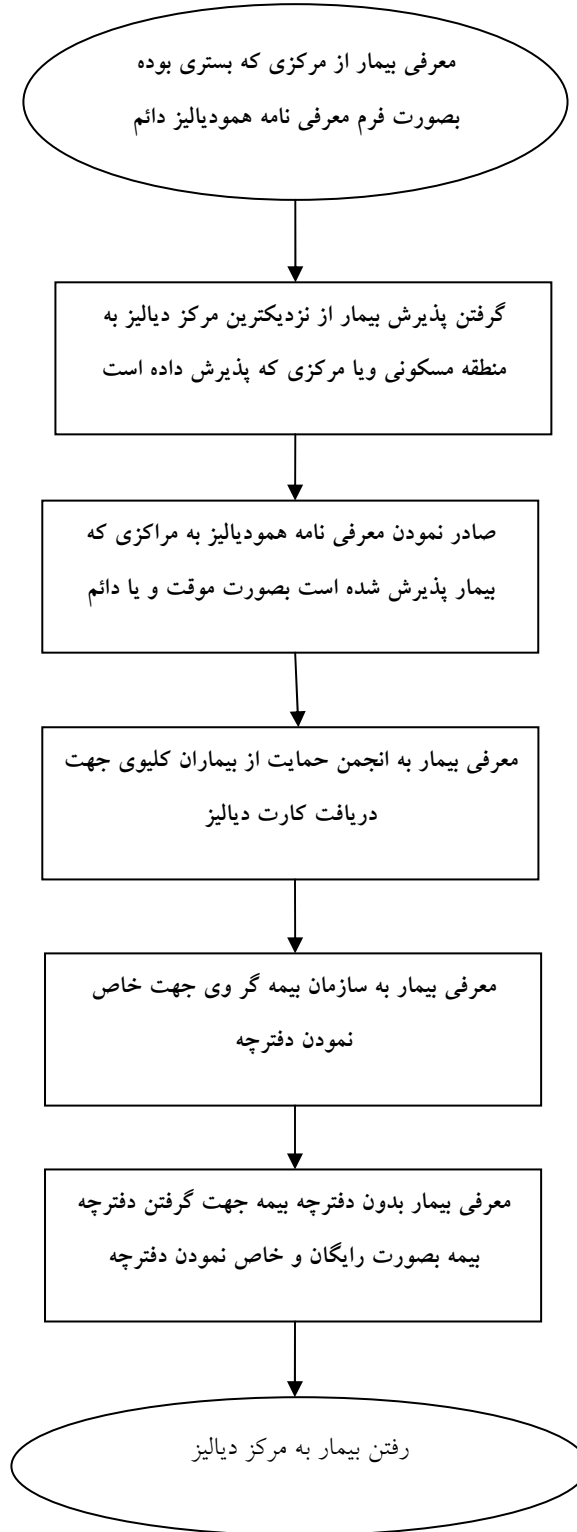 معرفی بیمار از مرکزی که بستری بوده
بصورت فرم معرفی نامه همودیالیز دائم
گرفتن پذیرش بیمار از نزدیکترین مرکز دیالیز به
منطقه مسکونی ویا مرکزی که پذیرش داده است
صادر نمودن معرفی نامه همودیالیز به مراکزی که
بیمار پذیرش شده است بصورت موقت و یا دائم
معرفی بیمار به انجمن حمایت از بیماران کلیوی جهت
دریافت کارت دیالیز
معرفی بیمار به سازمان بیمه گر وی جهت خاص
نمودن دفترچه
معرفی بیمار بدون دفترچه بیمه جهت گرفتن دفترچه
بیمه بصورت رایگان و خاص نمودن دفترچه
رفتن بیمار به مرکز دیالیز